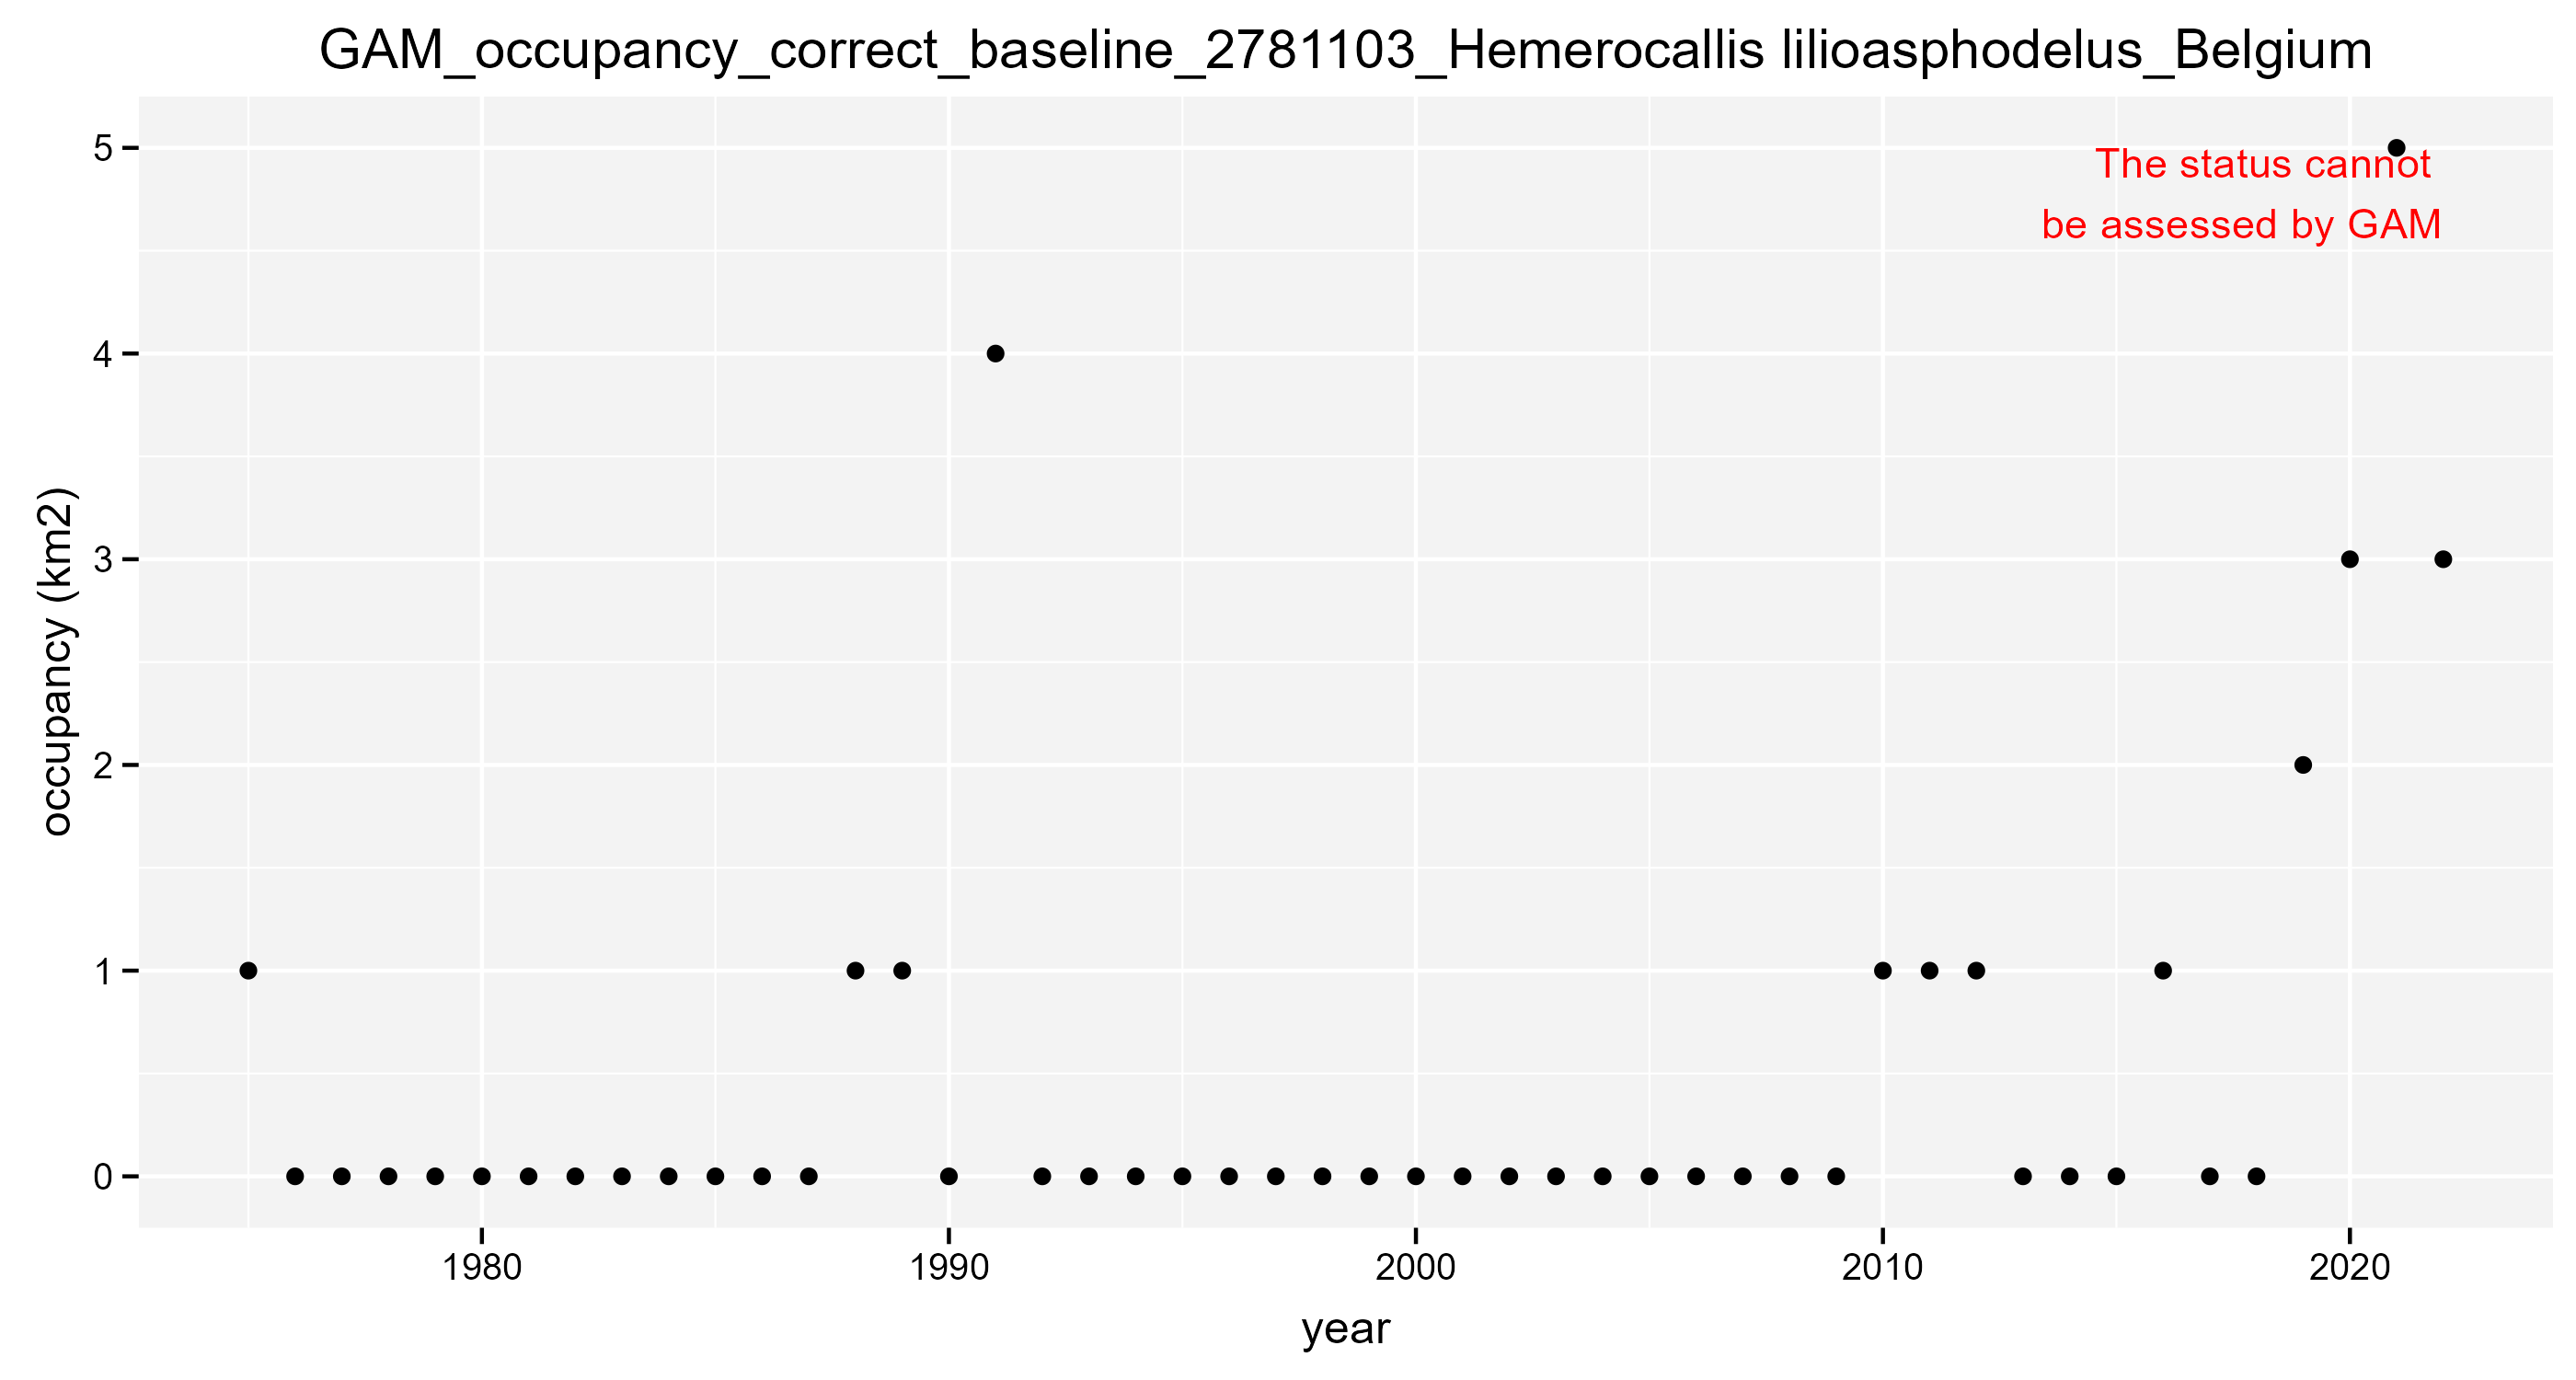 GAM_occupancy_correct_baseline_2781103_Hemerocallis lilioasphodelus_Belgium
5
The status cannot
be assessed by GAM
4
3
2
1
0
occupancy (km2)
1980
1990
2000
2010
2020
year